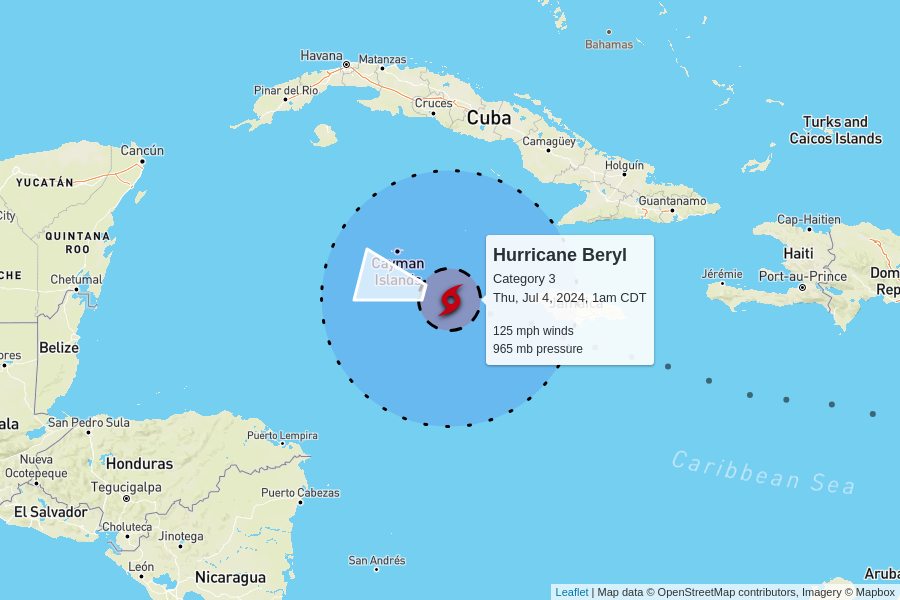 Bahamas
Havana
Matanzas
Pinar del Rio
Cruces
Cuba
Turks and
Caicos Islands
Camagüey
Cancún
Holguín
YUCATÁN
Guantanamo
City
Cap-Haitien
QUINTANA
ROO
Hurricane Beryl
Category 3
Thu, Jul 4, 2024, 1am CDT
125 mph winds
965 mb pressure
Haiti
Cayman
Islands
CHE
Chetumal
Jérémie
Port-au-Prince
Dom
Rep
Belize
ores
ala
San Pedro Sula
Puerto Lempira
Nueva
Ocotepeque
Honduras
Caribbean Sea
Tegucigalpa
Puerto Cabezas
El Salvador
Choluteca
Jinotega
San Andrés
León
Nicaragua
Aruba
Leaflet | Map data © OpenStreetMap contributors, Imagery © Mapbox